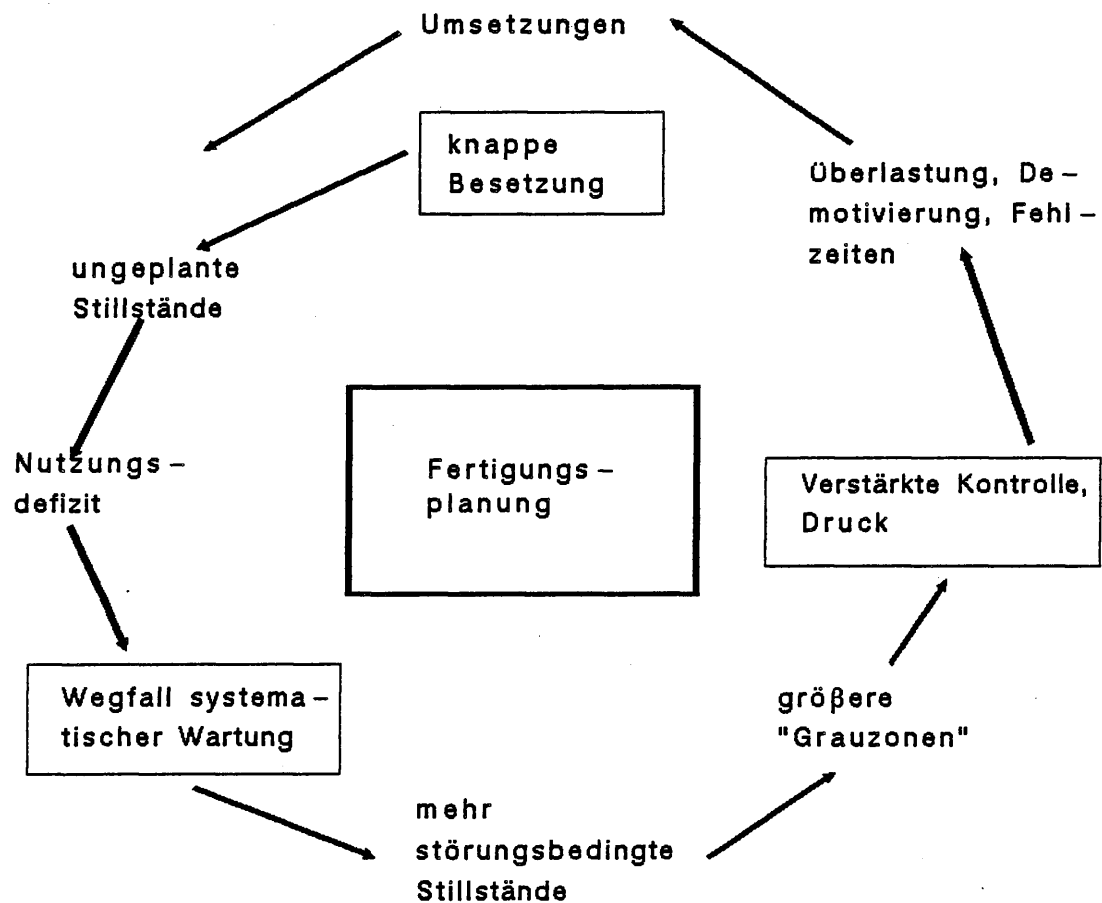 Umsetzungen
knappe
Besetzung
Überlastung, De–
motivierung, Fehl–
zeiten
ungeplante
Stillstände
Nutzungs–
defizit
Fertigungs–
planung
Verstärkte Kontrolle,
Druck
Wegfall systema–
tischer Wartung
größere
"Grauzonen"
mehr
störungsbedingte
Stillstände